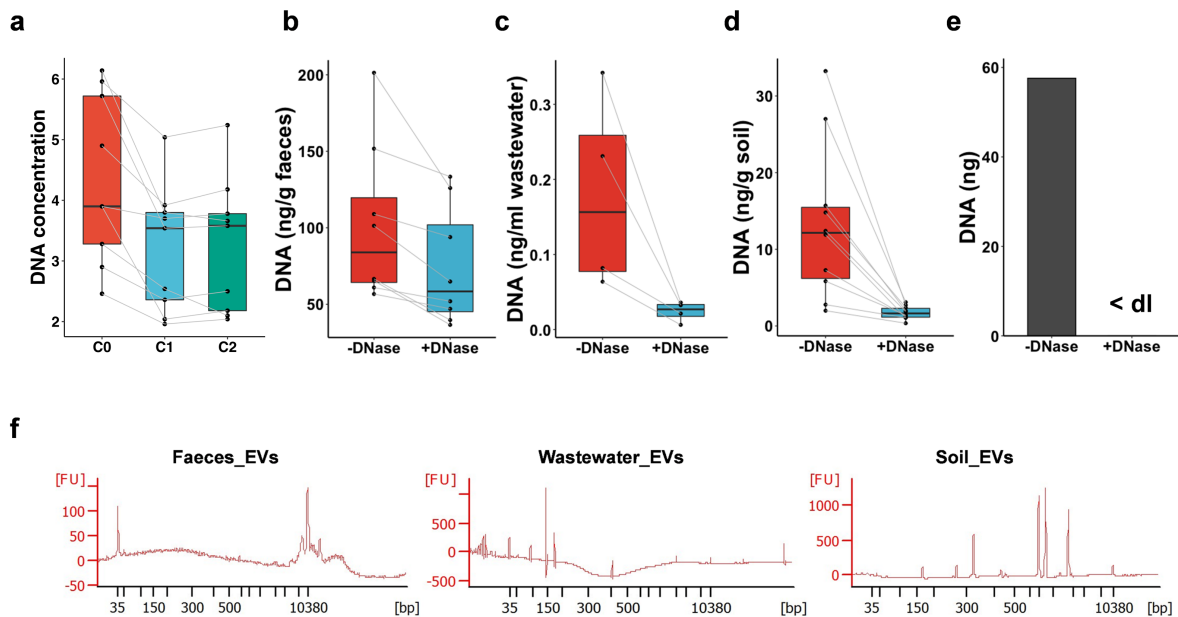 a
b
c
d
e
DNA concentration
6
5
4
3
2
C0 C1 C2
DNA (ng/g faeces)
200
150
100
50
-DNase +DNase
DNA (ng/ml wastewater)
0.3
0.2
0.1
0.0
-DNase +DNase
DNA (ng/g soil)
30
20
10
0
-DNase +DNase
DNA (ng)
60
40
20
0
< dl
-DNase +DNase
f
Faeces_EVs
[FU]
100
50
0
-50
35 150 300 500 10380 [bp]
Wastewater_EVs
[FU]
500
0
-500
35 150 300 500 10380 [bp]
Soil_EVs
[FU]
1000
500
0
35 150 300 500 10380 [bp]